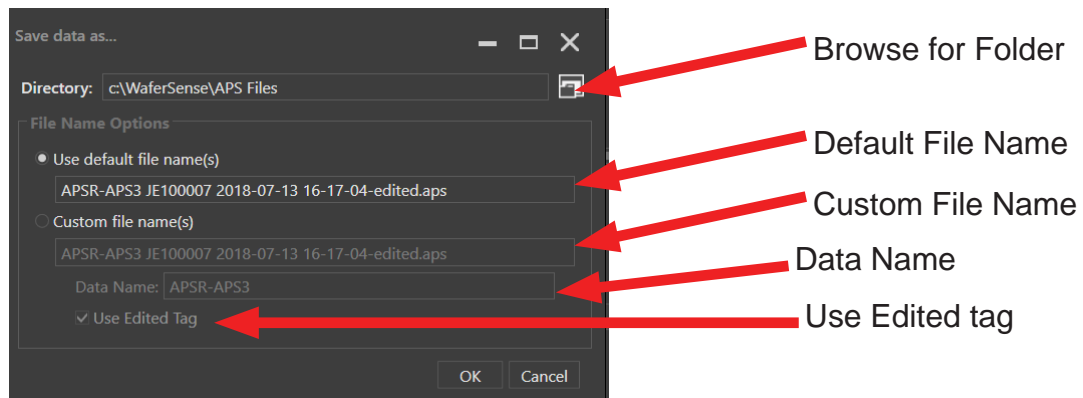 Save data as...
Browse for Folder
Directory: c:\WaferSense\APS Files
File Name Options
Use default file name(s)
Default File Name
APSR-APS3 JE100007 2018-07-13 16-17-04-edited.aps
Custom file name(s)
Custom File Name
APSR-APS3 JE100007 2018-07-13 16-17-04-edited.aps
Data Name
Data Name: APSR-APS3
Use Edited Tag
Use Edited tag
OK Cancel